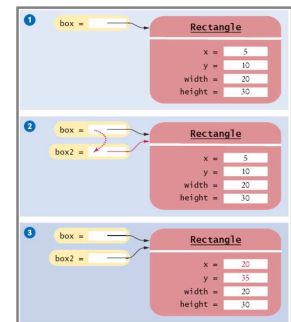 1
box =
Rectangle
x = 5
y = 10
width = 20
height = 30
2
box =
box2 =
Rectangle
x = 5
y = 10
width = 20
height = 30
3
box =
box2 =
Rectangle
x = 20
y = 35
width = 20
height = 30